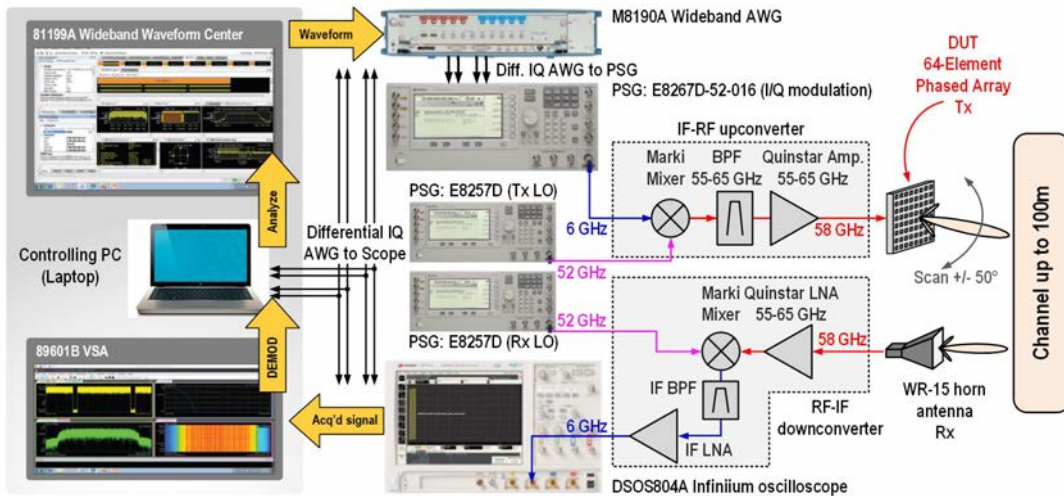 81199A Wideband Waveform Center
Waveform
M8190A Wideband AWG
Diff. IQ AWG to PSG
PSG: E8267D-52-016 (I/Q modulation)
DUT
64-Element
Phased Array
Tx
IF-RF upconverter
Marki
Mixer
BPF
55-65 GHz
Quinstar Amp.
55-65 GHz
PSG: E8257D (Tx LO)
6 GHz
58 GHz
Analyze
Controlling PC
(Laptop)
Differential IQ
AWG to Scope
52 GHz
Scan +/- 50°
Channel up to 100m
52 GHz
Marki
Mixer
Quinstar LNA
55-65 GHz
58 GHz
PSG: E8257D (Rx LO)
89601B VSA
DEMOD
IF BPF
WR-15 horn
antenna
Rx
RF-IF
downconverter
Acq'd signal
6 GHz
IF LNA
DSOS804A Infiniium oscilloscope